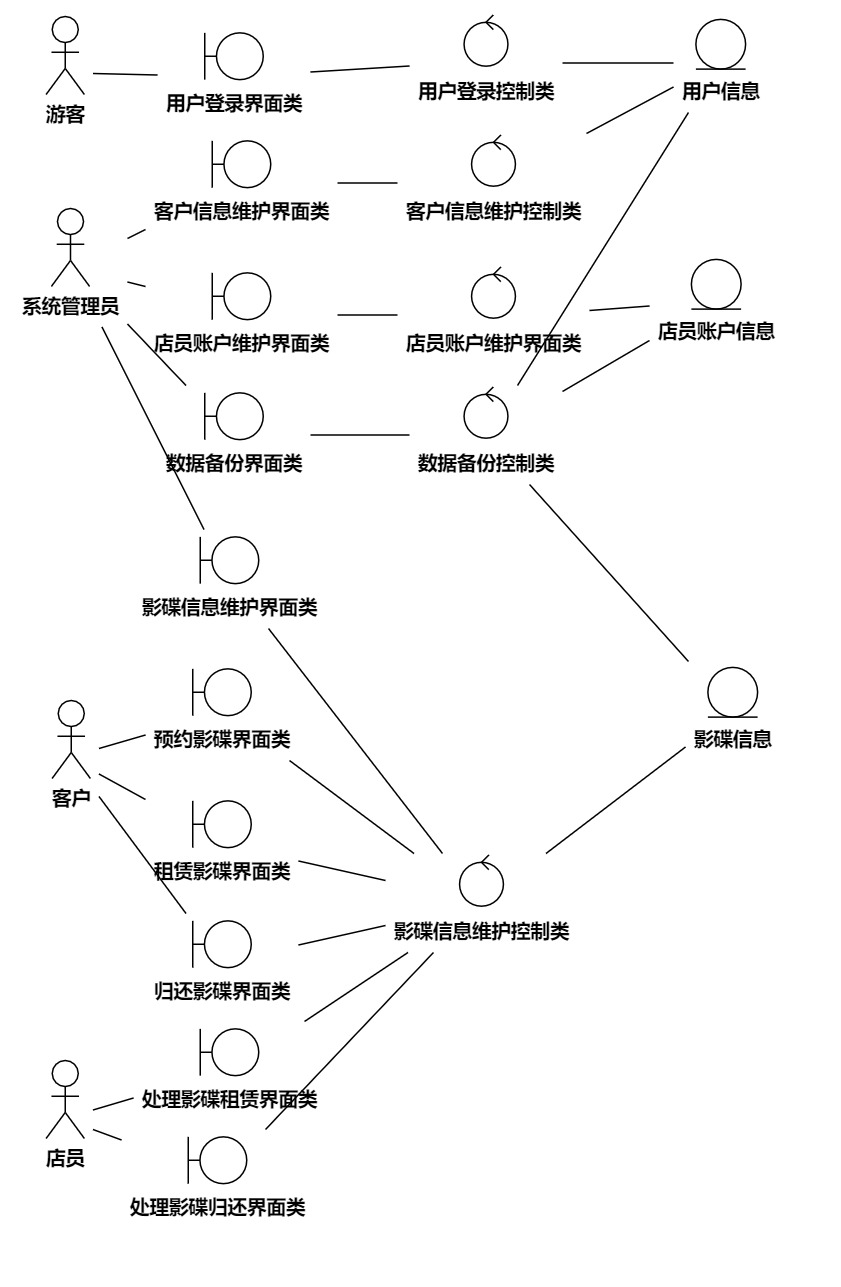 游客
用户登录界面类
用户登录控制类
用户信息
客户信息维护界面类
客户信息维护控制类
系统管理员
店员账户维护界面类
店员账户维护界面类
店员账户信息
数据备份界面类
数据备份控制类
影碟信息维护界面类
预约影碟界面类
影碟信息
客户
租赁影碟界面类
影碟信息维护控制类
归还影碟界面类
处理影碟租赁界面类
店员
处理影碟归还界面类